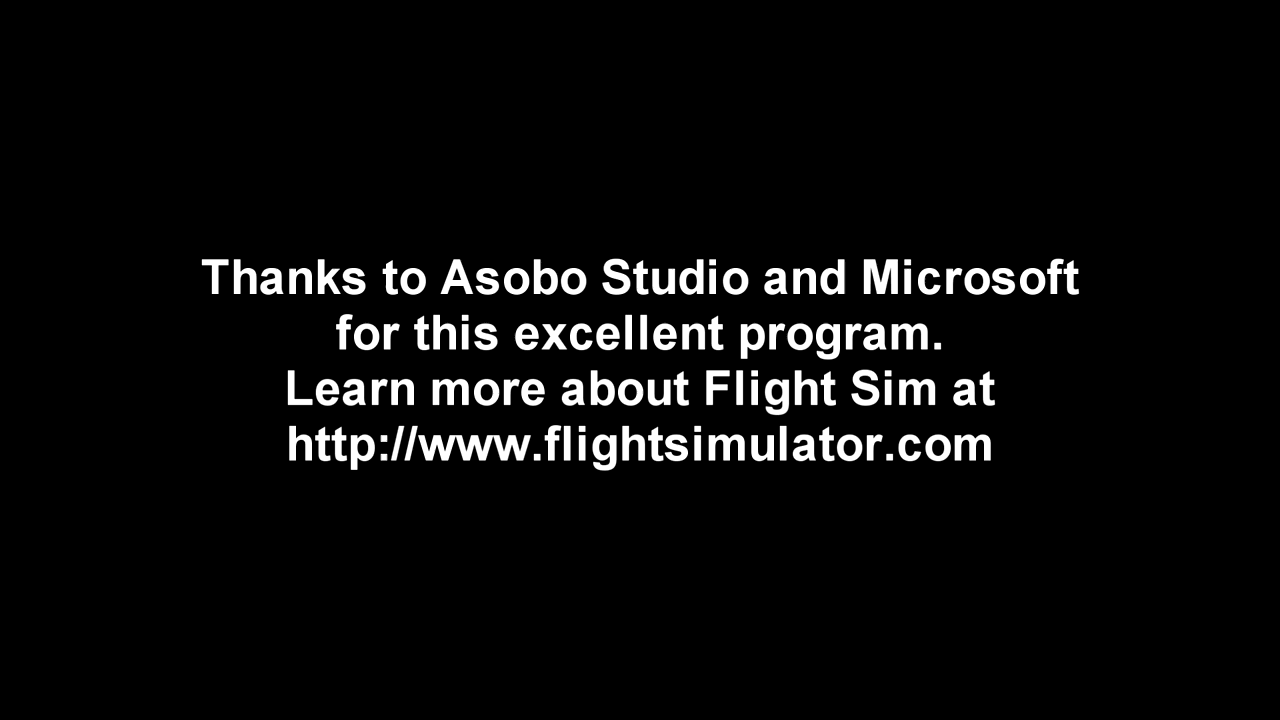 Thanks to Asobo Studio and Microsoft
for this excellent program.
Learn more about Flight Sim at
http://www.flightsimulator.com